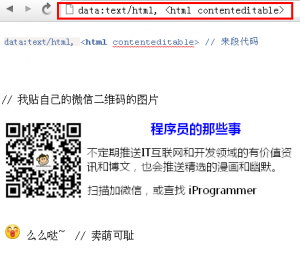 data:text/html, <html contenteditable>
data:text/html, <html contenteditable> // 来段代码
// 我贴自己的微信二维码的图片
程序员的那些事
不定期推送IT互联网和开发领域的有价值资
讯和博文，也会推送精选的漫画和幽默。
扫描加微信，或查找 iProgrammer
么么哒~ // 卖萌可耻